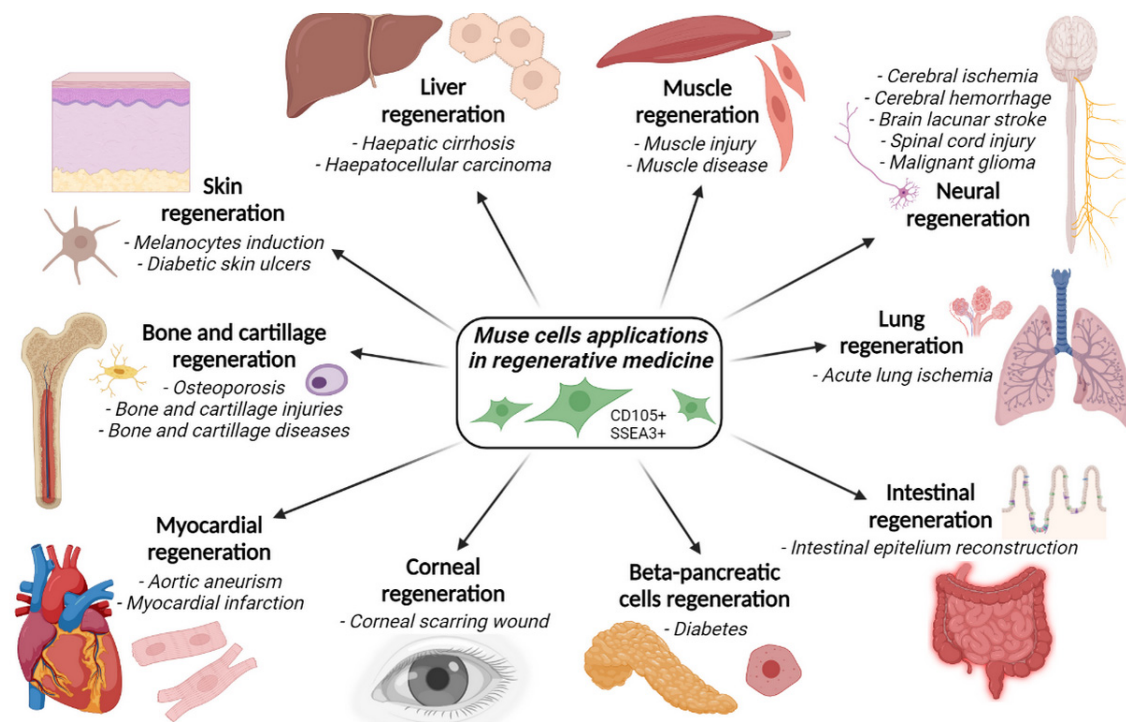 Liver
regeneration
- Haepatic cirrhosis
- Haepatocellular carcinoma
Muscle
regeneration
- Muscle injury
- Muscle disease
- Cerebral ischemia
- Cerebral hemorrhage
- Brain lacunar stroke
- Spinal cord injury
- Malignant glioma
Neural
regeneration
Skin
regeneration
- Melanocytes induction
- Diabetic skin ulcers
Bone and cartillage
regeneration
- Osteoporosis
- Bone and cartillage injuries
- Bone and cartillage diseases
Muse cells applications
in regenerative medicine
CD105+
SSEA3+
Lung
regeneration
- Acute lung ischemia
Intestinal
regeneration
- Intestinal epitelium reconstruction
Myocardial
regeneration
- Aortic aneurism
- Myocardial infarction
Corneal
regeneration
- Corneal scarring wound
Beta-pancreatic
cells regeneration
- Diabetes